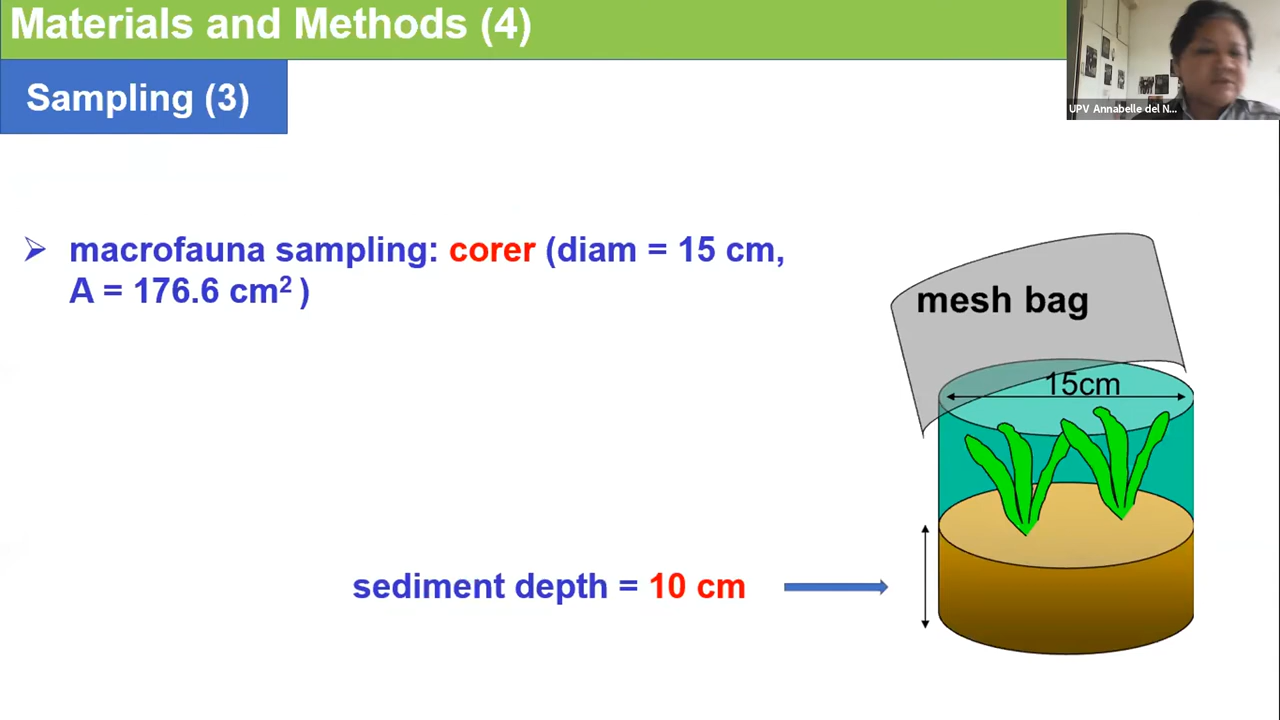 Materials and Methods (4)
Sampling (3)
UPV Annabelle del N...
➢ macrofauna sampling: corer (diam = 15 cm,
A = 176.6 cm² )
mesh bag
15cm
sediment depth = 10 cm